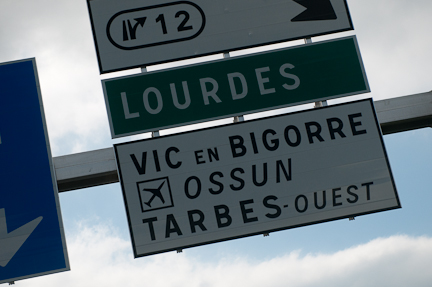 12
LOURDES
VIC EN BIGORRE
OSSUN
TARBES-OUEST